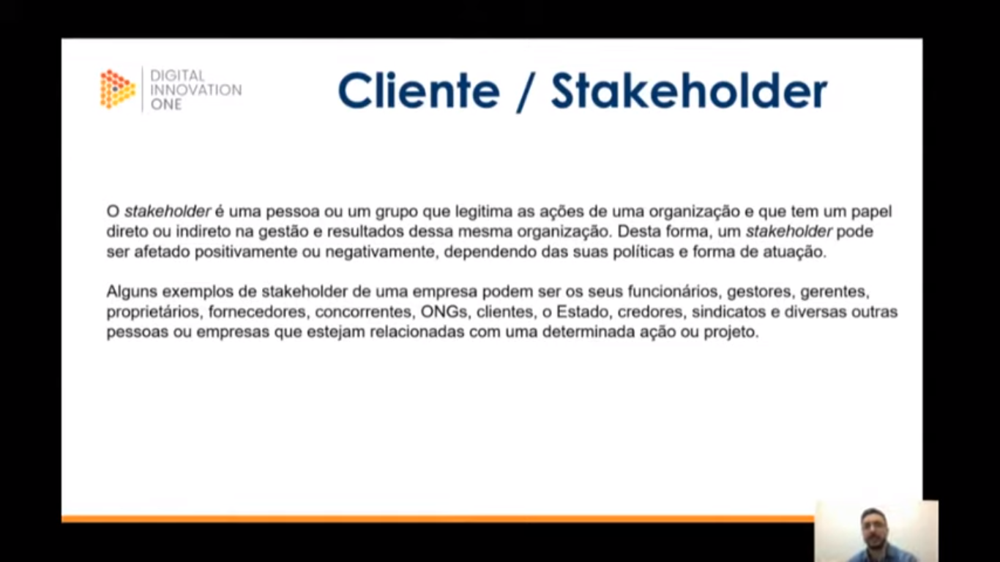 DIGITAL
INNOVATION
ONE
Cliente / Stakeholder
O stakeholder é uma pessoa ou um grupo que legitima as ações de uma organização e que tem um papel
direto ou indireto na gestão e resultados dessa mesma organização. Desta forma, um stakeholder pode
ser afetado positivamente ou negativamente, dependendo das suas políticas e forma de atuação.
Alguns exemplos de stakeholder de uma empresa podem ser os seus funcionários, gestores, gerentes,
proprietários, fornecedores, concorrentes, ONGs, clientes, o Estado, credores, sindicatos e diversas outras
pessoas ou empresas que estejam relacionadas com uma determinada ação ou projeto.